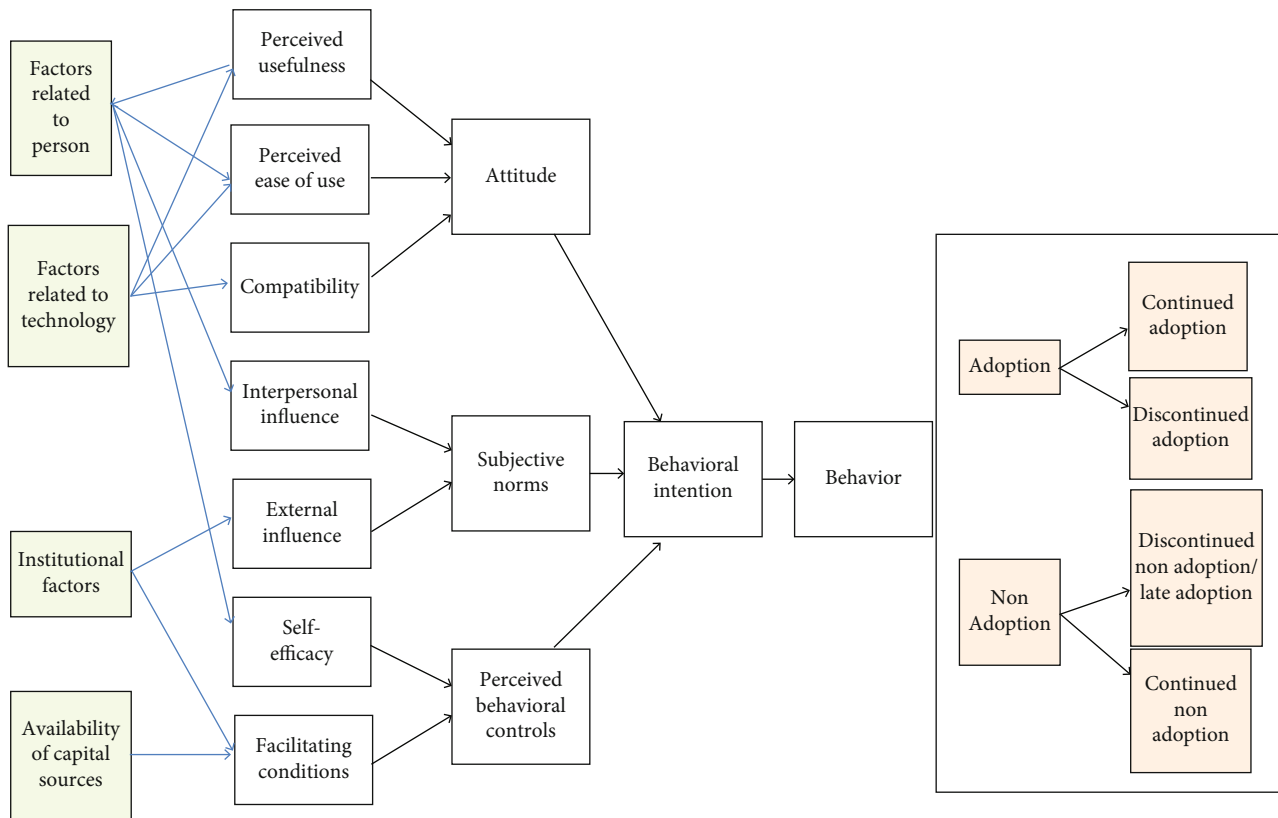 Factors
related
to
person
Factors
related to
technology
Institutional
factors
Availability
of capital
sources
Perceived
usefulness
Perceived
ease of use
Compatibility
Interpersonal
influence
External
influence
Self-
efficacy
Facilitating
conditions
Attitude
Subjective
norms
Perceived
behavioral
controls
Behavioral
intention
Behavior
Adoption
Non
Adoption
Continued
adoption
Discontinued
adoption
Discontinued
non adoption/
late adoption
Continued
non
adoption